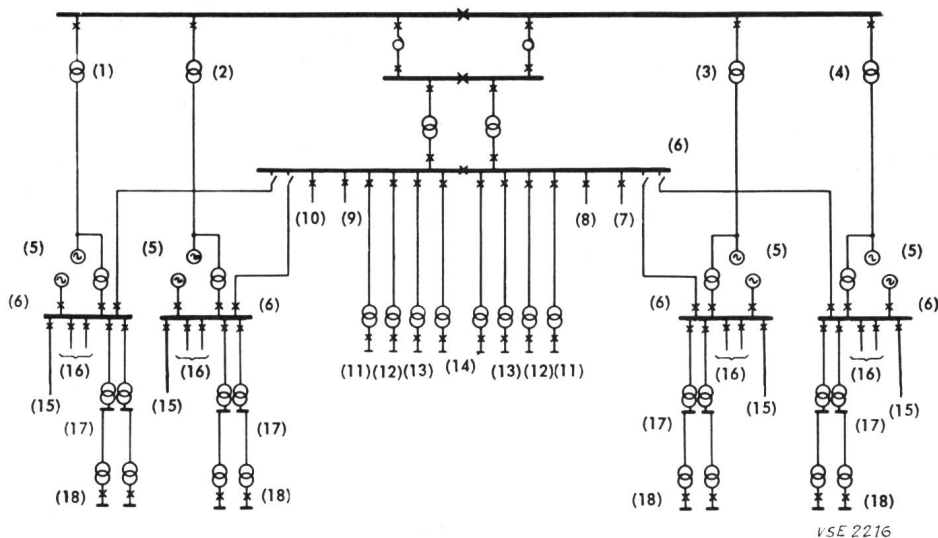 (1) (2) (3) (4)
(6)
(10) (9) (8) (7)
(5) (5) (5) (5)
(6) (6) (6) (6)
(11) (12) (13) (14) (13) (12) (11)
(16) (16) (16) (16)
(15) (15) (15) (15)
(17) (17) (17) (17)
(18) (18) (18) (18)
VSE 2216